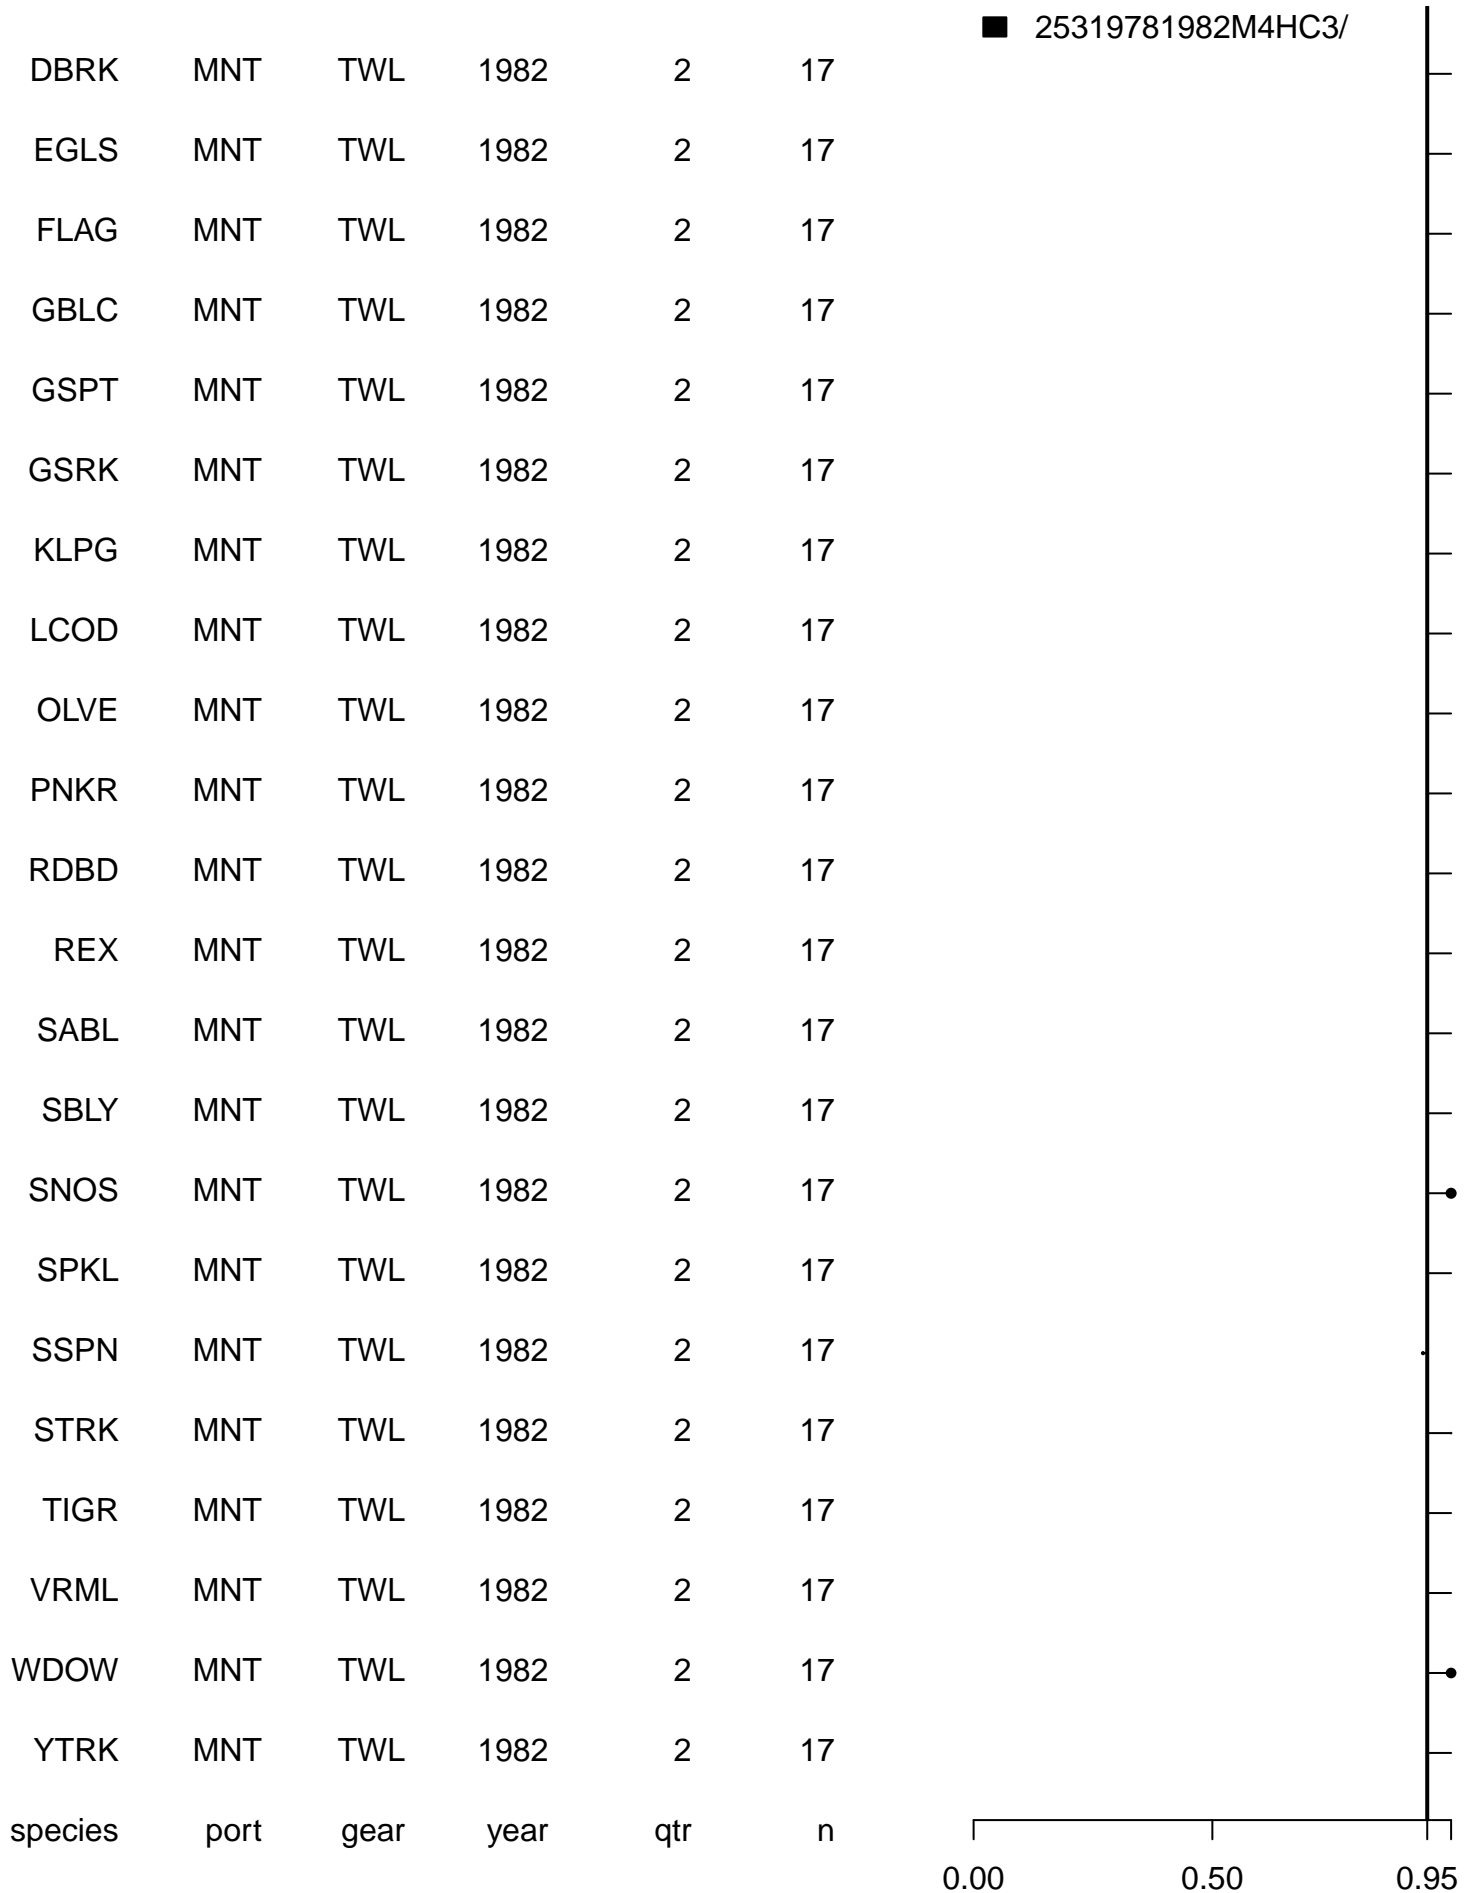 25319781982M4HC3/
DBRK MNT TWL 1982 2 17
EGLS MNT TWL 1982 2 17
FLAG MNT TWL 1982 2 17
GBLC MNT TWL 1982 2 17
GSPT MNT TWL 1982 2 17
GSRK MNT TWL 1982 2 17
KLPG MNT TWL 1982 2 17
LCOD MNT TWL 1982 2 17
OLVE MNT TWL 1982 2 17
PNKR MNT TWL 1982 2 17
RDBD MNT TWL 1982 2 17
REX MNT TWL 1982 2 17
SABL MNT TWL 1982 2 17
SBLY MNT TWL 1982 2 17
SNOS MNT TWL 1982 2 17
SPKL MNT TWL 1982 2 17
SSPN MNT TWL 1982 2 17
STRK MNT TWL 1982 2 17
TIGR MNT TWL 1982 2 17
VRML MNT TWL 1982 2 17
WDOW MNT TWL 1982 2 17
YTRK MNT TWL 1982 2 17
species port gear year qtr n
0.00 0.50 0.95